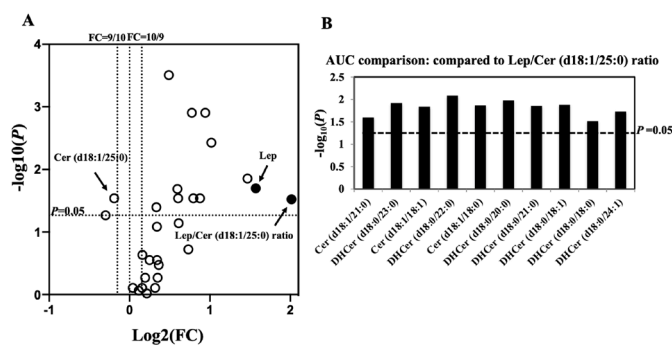 A
FC=9/10 FC=10/9
4
3
2
1
0
-log10(P)
Cer (d18:1/25:0)
Lep
P=0.05
Lep/Cer (d18:1/25:0) ratio
-1
0
1
2
Log2(FC)
B
AUC comparison: compared to Lep/Cer (d18:1/25:0) ratio
2.5
2
1.5
1
0.5
0
-log10(P)
P=0.05
Cer (d18:1/21:0)
DHCer (d18:0/23:0)
Cer (d18:1/18:1)
DHCer (d18:0/22:0)
Cer (d18:1/18:0)
DHCer (d18:0/20:0)
DHCer (d18:0/21:0)
DHCer (d18:0/18:1)
DHCer (d18:0/18:0)
DHCer (d18:0/24:1)